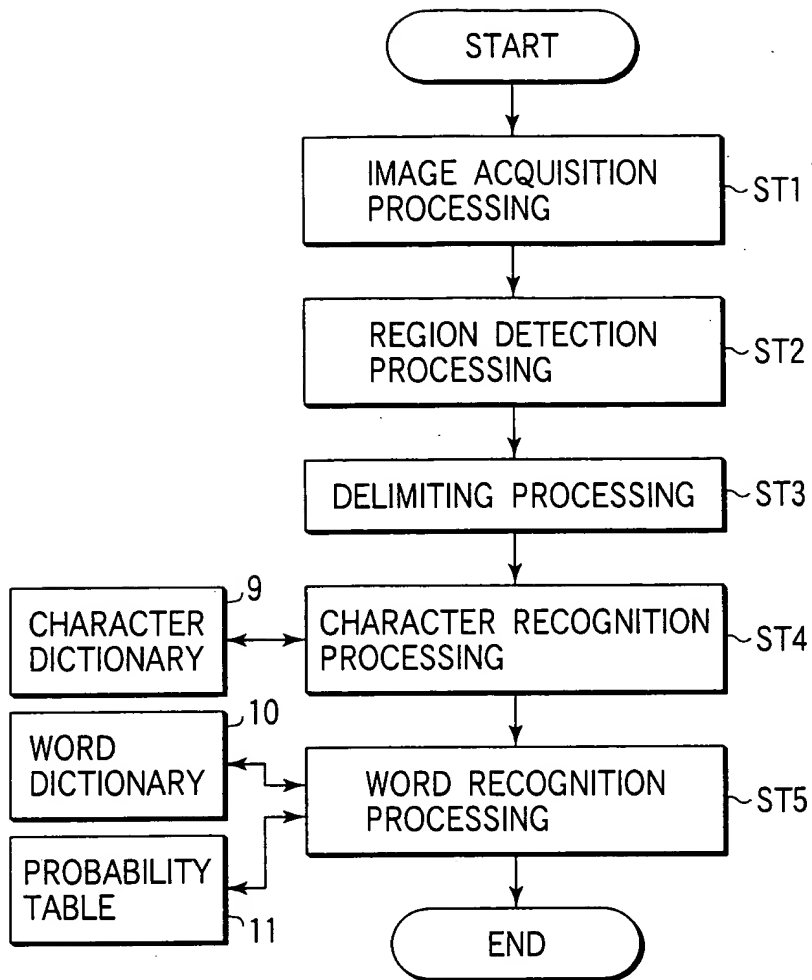 START
IMAGE ACQUISITION
PROCESSING
ST1
REGION DETECTION
PROCESSING
ST2
DELIMITING PROCESSING
ST3
9
CHARACTER
DICTIONARY
CHARACTER RECOGNITION
PROCESSING
ST4
10
WORD
DICTIONARY
WORD RECOGNITION
PROCESSING
ST5
PROBABILITY
TABLE
11
END